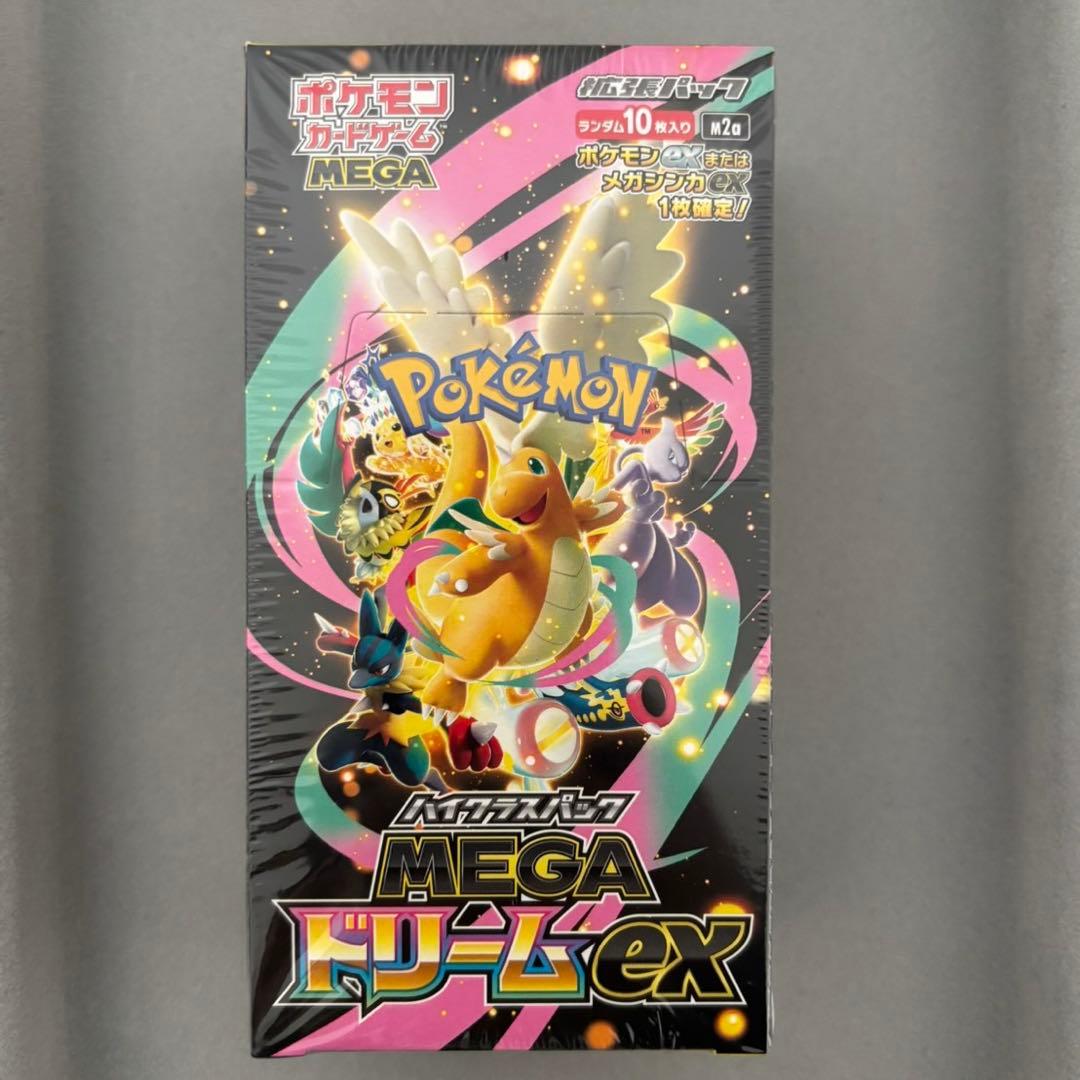 ポケモン
カードゲーム
MEGA
拡張パック
ランダム10枚入り M2a
ポケモンexまたは
メガシンカex
1枚確定!
POKéMON
TM
ハイクラスパック
MEGA
ドリームex